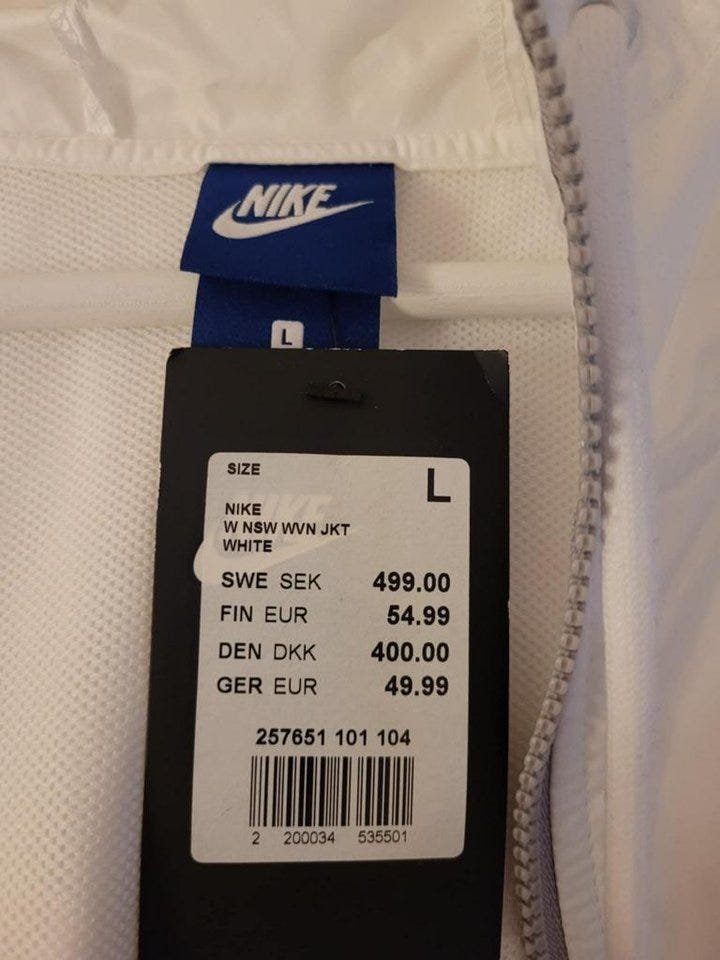 NIKE
L
SIZE
L
NIKE
NIKE
W NSW WVN JKT
WHITE
SWE SEK 499.00
FIN EUR 54.99
DEN DKK 400.00
GER EUR 49.99
257651 101 104
2 200034 535501